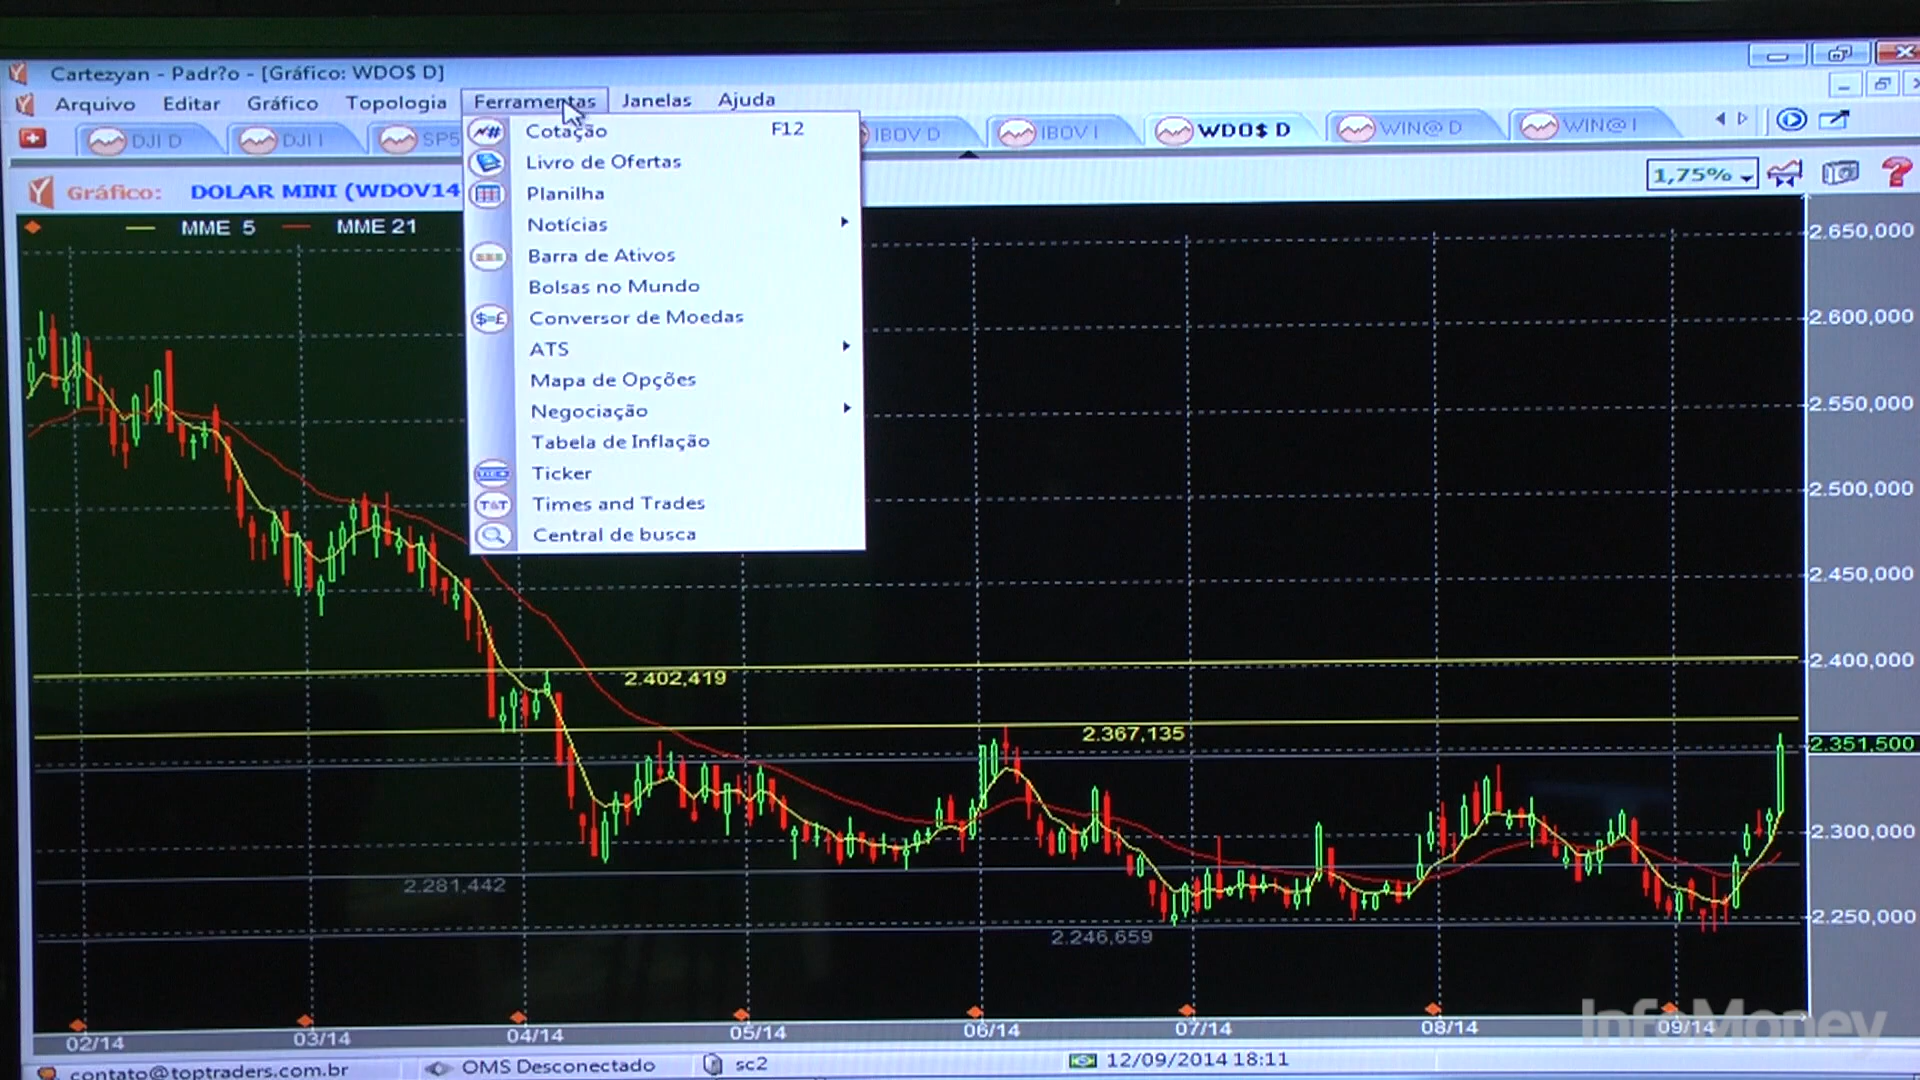 Cartezyan - Padr?o - [Gráfico: WDO$ D]
Arquivo Editar Gráfico Topologia Ferramentas Janelas Ajuda
DJI D DJI I SP5 IBOV D IBOV I WDO$ D WIN@ D WIN@ I
Gráfico: DOLAR MINI (WDOV14 1,75% ?
MME 5 MME 21
Cotação F12
Livro de Ofertas
Planilha
Notícias
Barra de Ativos
Bolsas no Mundo
$=£ Conversor de Moedas
ATS
Mapa de Opções
Negociação
Tabela de Inflação
Ticker
T&T Times and Trades
Central de busca
2.650,000
2.600,000
2.550,000
2.500,000
2.450,000
2.400,000
2.402,419
2.367,135
2.351,500
2.300,000
2.281,442
2.250,000
2.246,659
02/14 03/14 04/14 05/14 06/14 07/14 08/14 09/14
InfoMoney
contato@toptraders.com.br OMS Desconectado sc2 12/09/2014 18:11